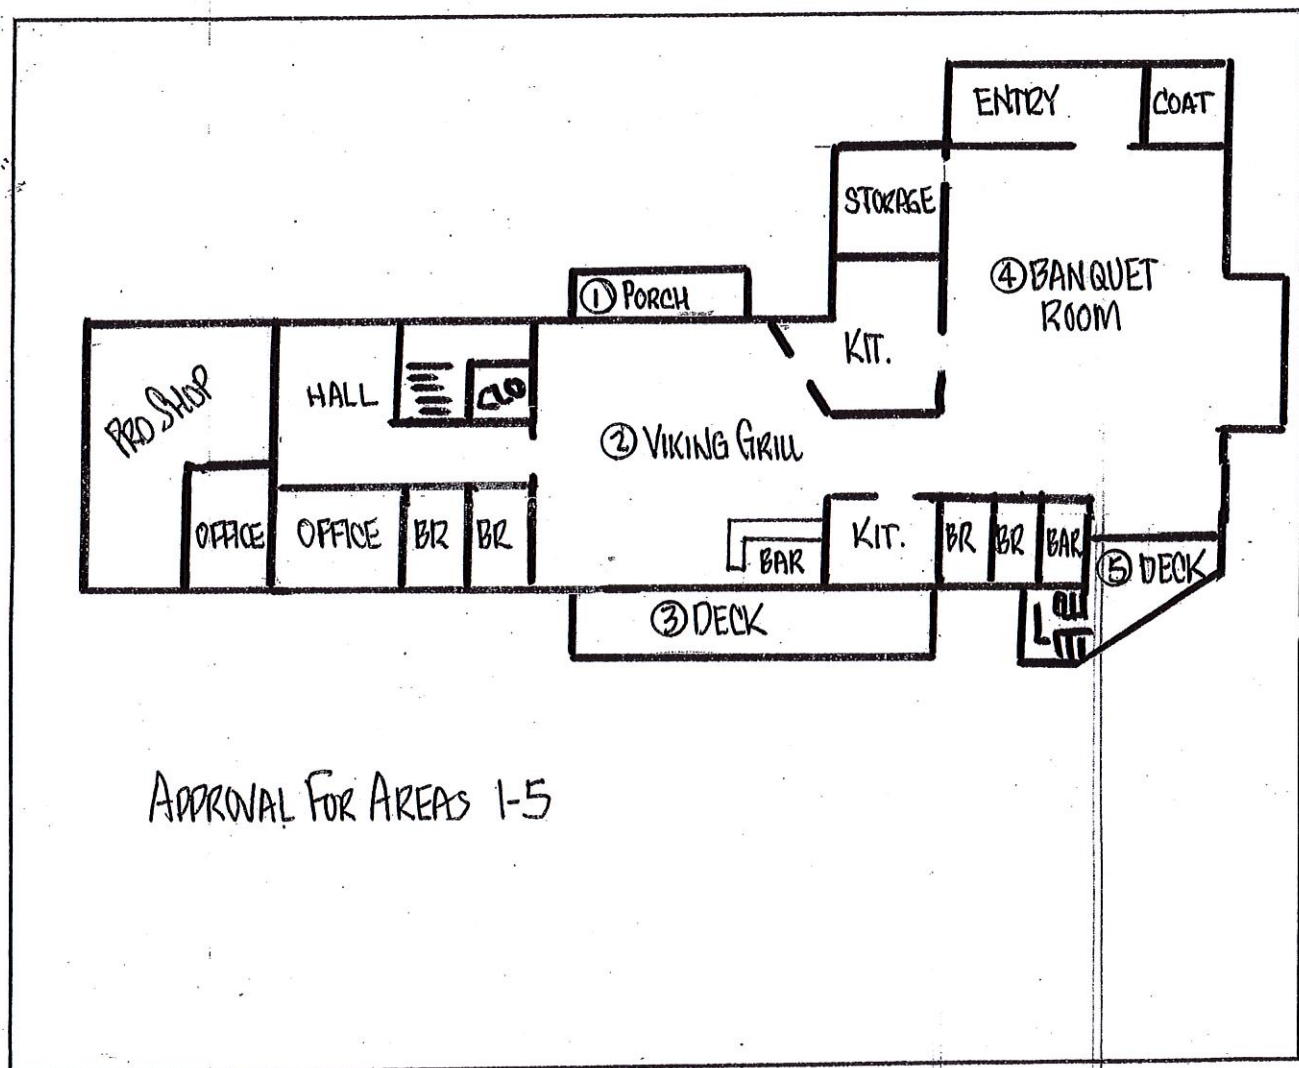 ENTRY
COAT
STORAGE
④ BANQUET
ROOM
① PORCH
KIT.
PRO SHOP
HALL
CLO
② VIKING GRILL
OFFICE
OFFICE
BR
BR
BAR
KIT.
BR
BR
BAR
⑤ DECK
③ DECK
APPROVAL FOR AREAS 1-5